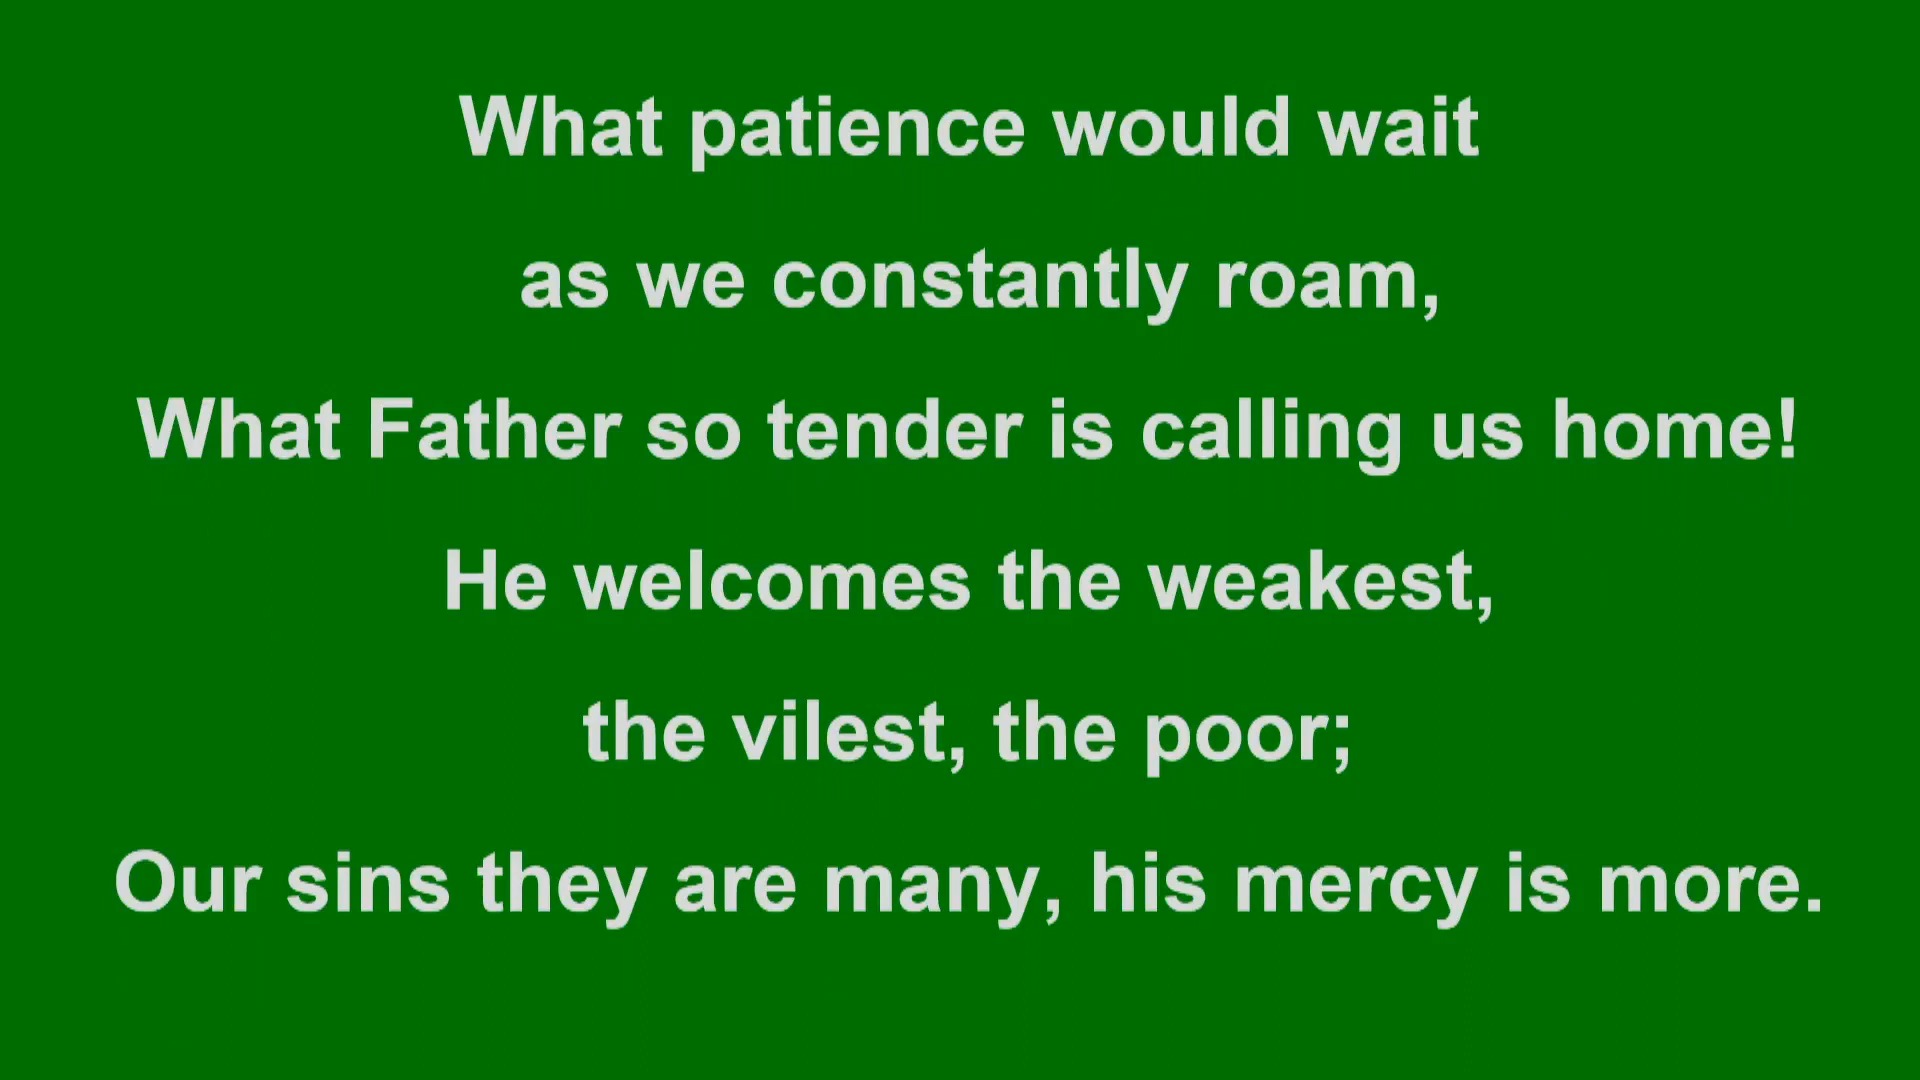 What patience would wait
as we constantly roam,
What Father so tender is calling us home!
He welcomes the weakest,
the vilest, the poor;
Our sins they are many, his mercy is more.